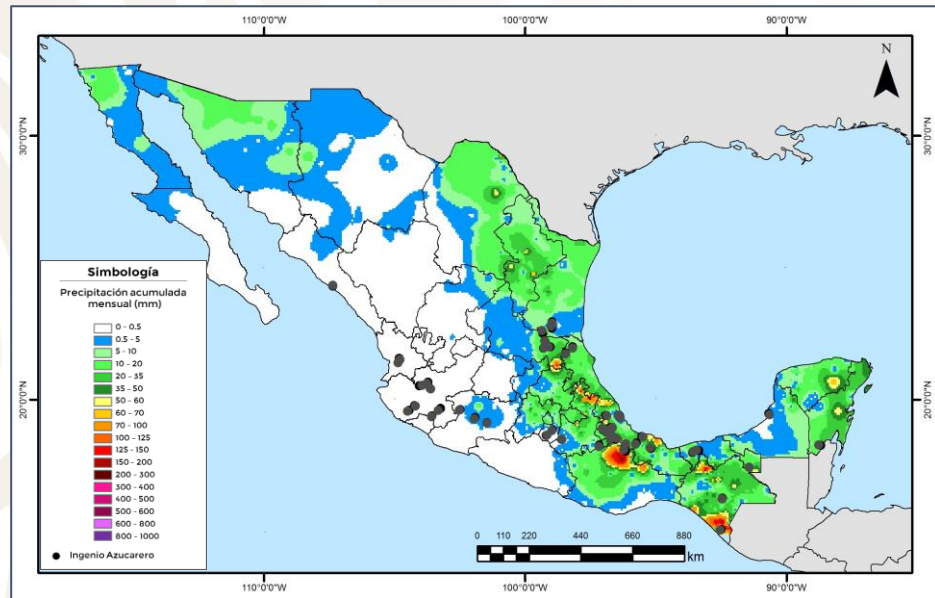 110°0'0"W
100°0'0"W
90°0'0"W
N
30°0'0"N
30°0'0"N
Simbología
Precipitación acumulada
mensual (mm)
0 - 0.5
0.5 - 5
5 - 10
10 - 20
20 - 35
35 - 50
50 - 60
60 - 70
70 - 100
100 - 125
125 - 150
150 - 200
200 - 300
300 - 400
400 - 500
500 - 600
600 - 800
800 - 1000
Ingenio Azucarero
20°0'0"N
20°0'0"N
0 110 220 440 660 880
km
110°0'0"W
100°0'0"W
90°0'0"W